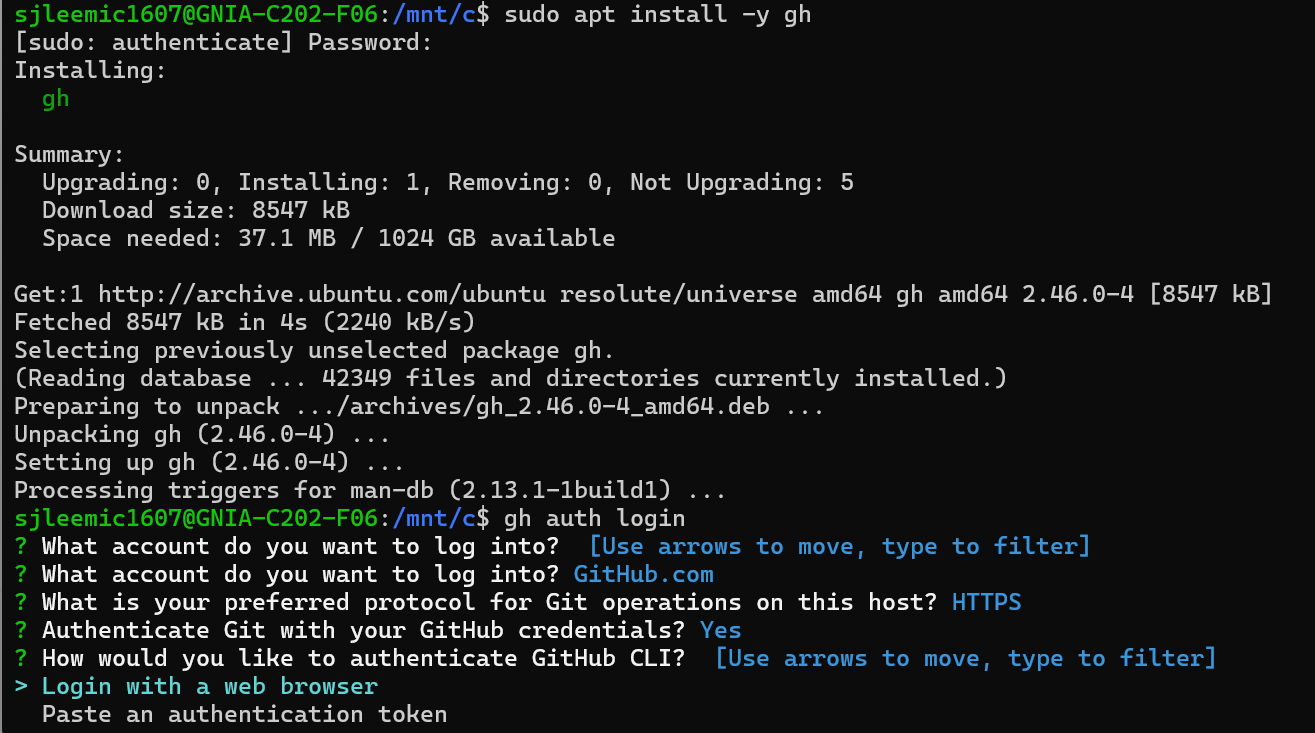 sjleemic1607@GNIA-C202-F06:/mnt/c$ sudo apt install -y gh
[sudo: authenticate] Password:
Installing:
  gh

Summary:
  Upgrading: 0, Installing: 1, Removing: 0, Not Upgrading: 5
  Download size: 8547 kB
  Space needed: 37.1 MB / 1024 GB available

Get:1 http://archive.ubuntu.com/ubuntu resolute/universe amd64 gh amd64 2.46.0-4 [8547 kB]
Fetched 8547 kB in 4s (2240 kB/s)
Selecting previously unselected package gh.
(Reading database ... 42349 files and directories currently installed.)
Preparing to unpack .../archives/gh_2.46.0-4_amd64.deb ...
Unpacking gh (2.46.0-4) ...
Setting up gh (2.46.0-4) ...
Processing triggers for man-db (2.13.1-1build1) ...
sjleemic1607@GNIA-C202-F06:/mnt/c$ gh auth login
? What account do you want to log into?  [Use arrows to move, type to filter]
? What account do you want to log into? GitHub.com
? What is your preferred protocol for Git operations on this host? HTTPS
? Authenticate Git with your GitHub credentials? Yes
? How would you like to authenticate GitHub CLI?  [Use arrows to move, type to filter]
> Login with a web browser
  Paste an authentication token